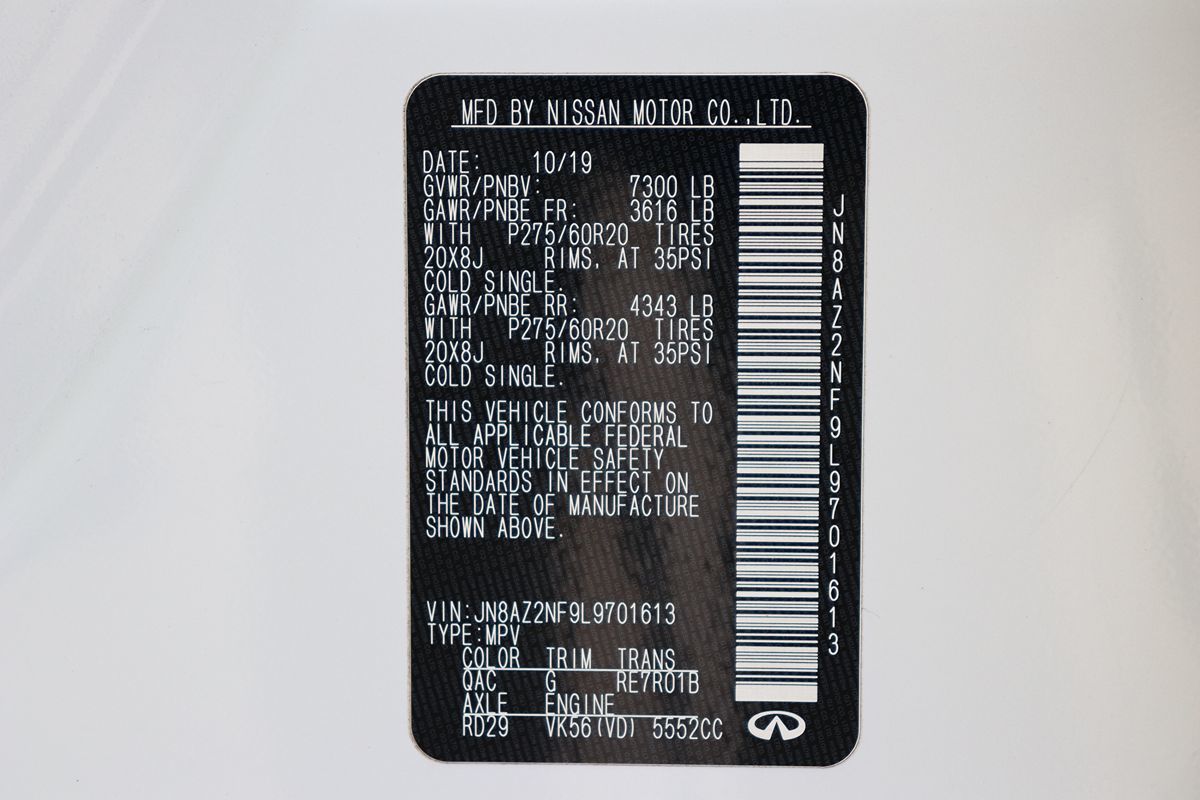 MFD BY NISSAN MOTOR CO.,LTD.
DATE: 10/19
GVWR/PNBV: 7300 LB
GAWR/PNBE FR: 3616 LB
WITH P275/60R20 TIRES
20X8J RIMS, AT 35PSI
COLD SINGLE.
GAWR/PNBE RR: 4343 LB
WITH P275/60R20 TIRES
20X8J RIMS, AT 35PSI
COLD SINGLE.
THIS VEHICLE CONFORMS TO
ALL APPLICABLE FEDERAL
MOTOR VEHICLE SAFETY
STANDARDS IN EFFECT ON
THE DATE OF MANUFACTURE
SHOWN ABOVE.
VIN:JN8AZ2NF9L9701613
TYPE:MPV
COLOR TRIM TRANS
QAC G RE7R01B
AXLE ENGINE
RD29 VK56(VD) 5552CC
JN8AZ2NF9L9701613